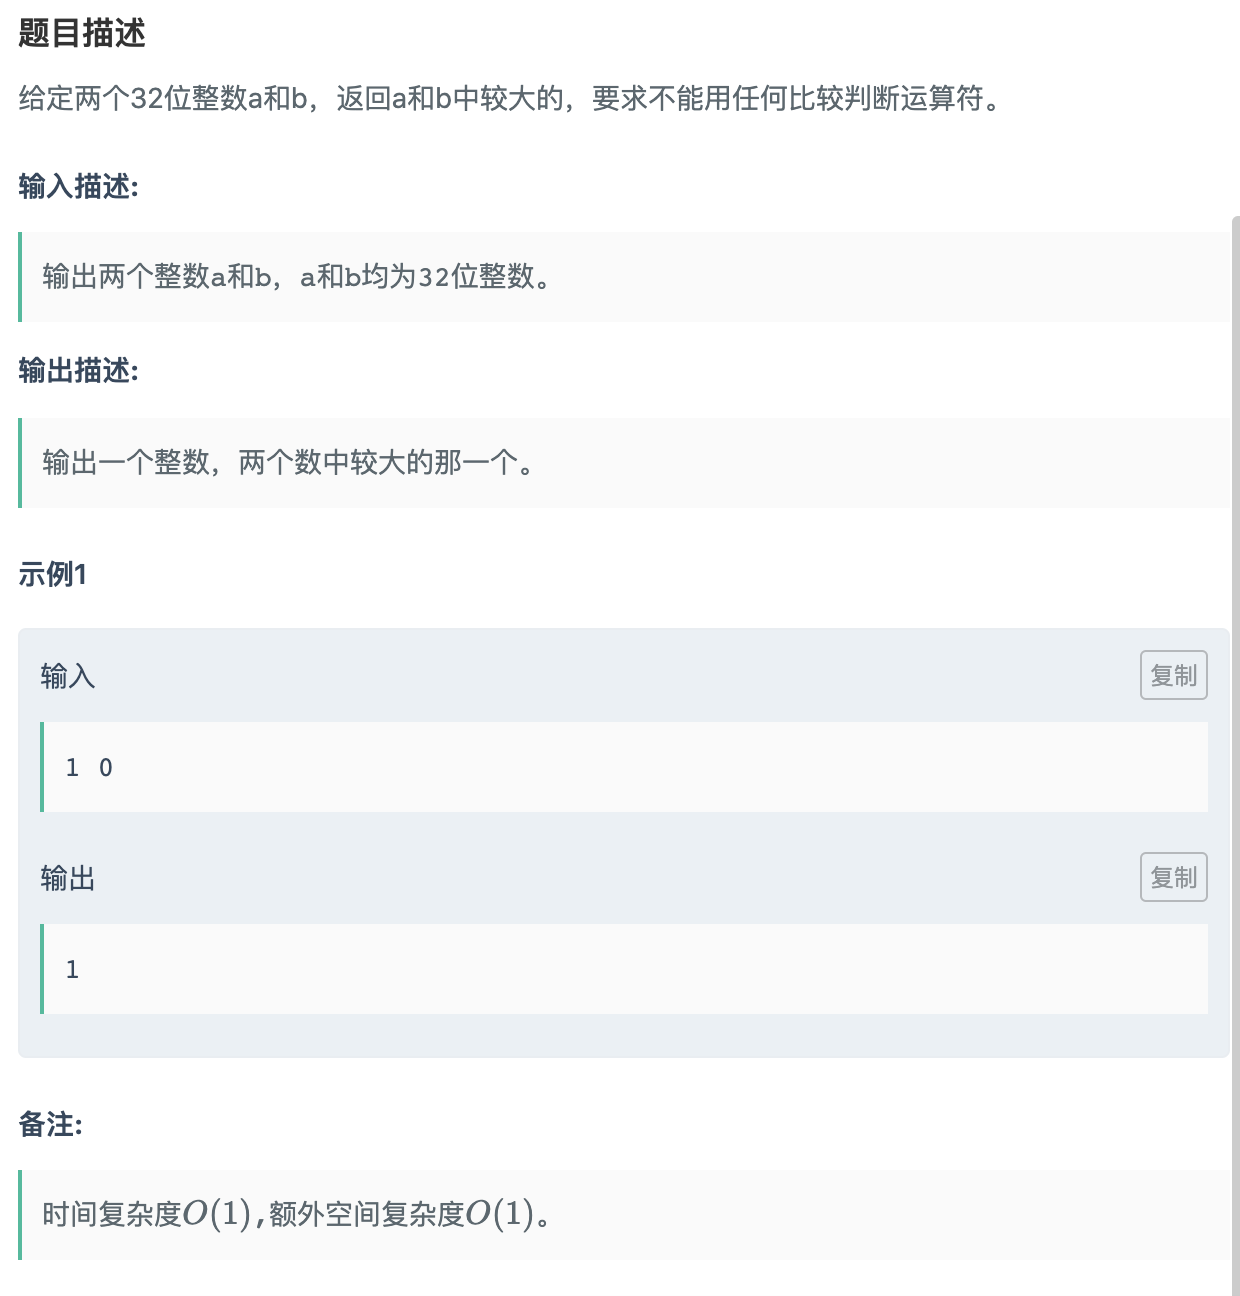 题目描述
给定两个32位整数a和b，返回a和b中较大的，要求不能用任何比较判断运算符。
输入描述:
输出两个整数a和b，a和b均为32位整数。
输出描述:
输出一个整数，两个数中较大的那一个。
示例1
输入
复制
1 0
输出
复制
1
备注:
时间复杂度O(1),额外空间复杂度O(1)。